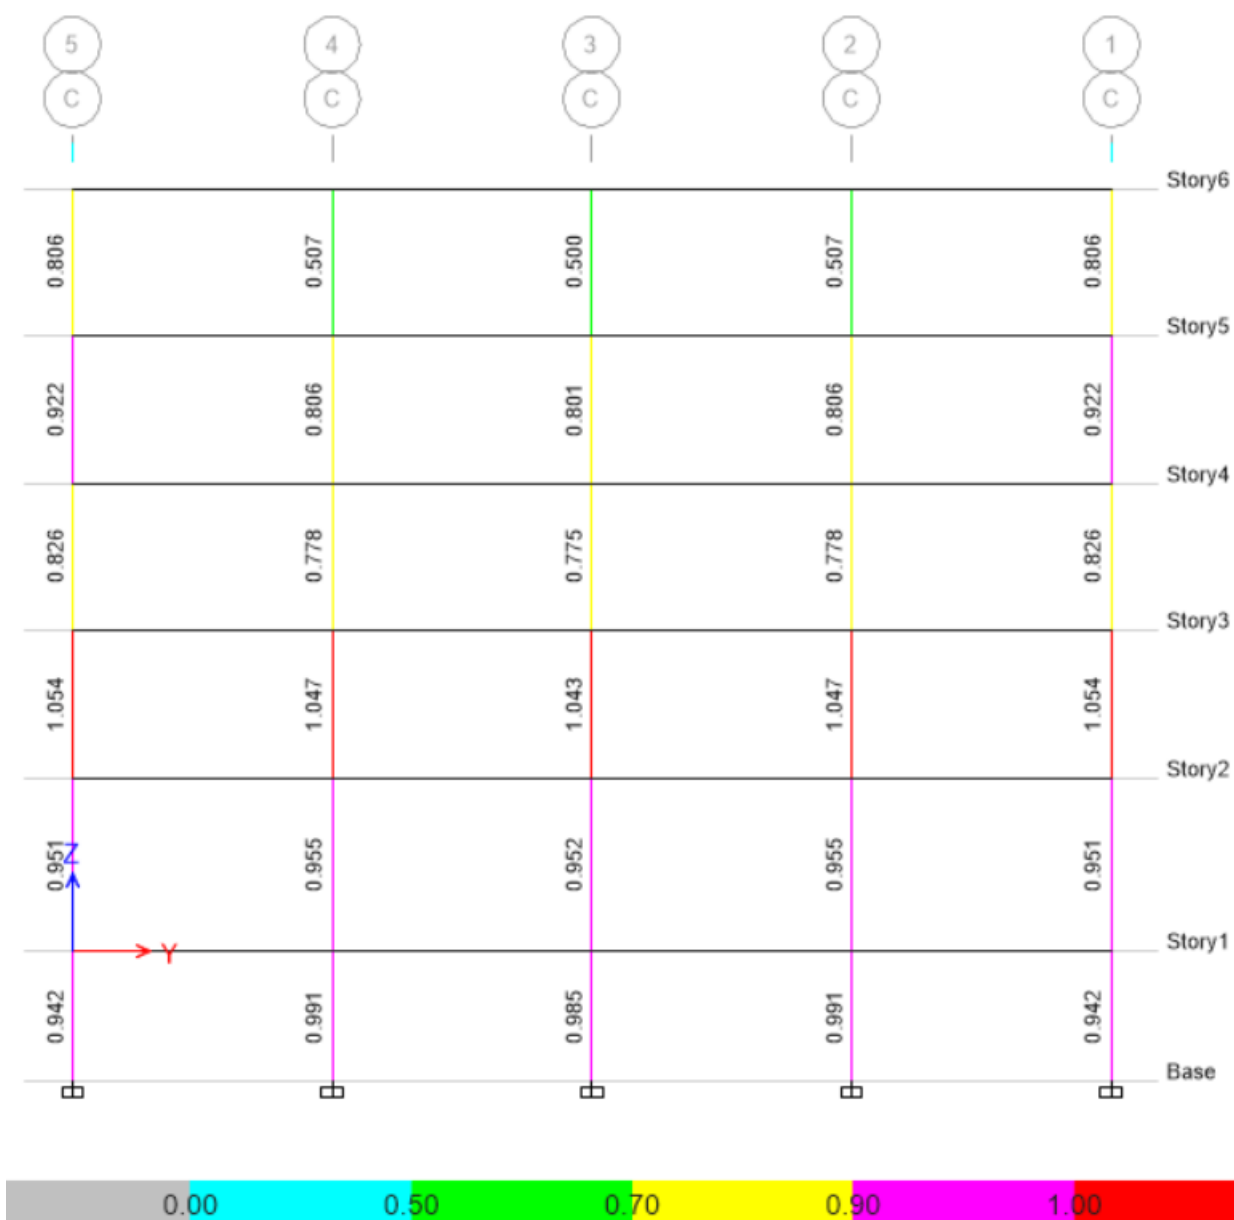 5 4 3 2 1
C C C C C
Story6
0.806 0.507 0.500 0.507 0.806
Story5
0.922 0.806 0.801 0.806 0.922
Story4
0.826 0.778 0.775 0.778 0.826
Story3
1.054 1.047 1.043 1.047 1.054
Story2
0.951 0.955 0.952 0.955 0.951
Z
Y
Story1
0.942 0.991 0.985 0.991 0.942
Base
0.00 0.50 0.70 0.90 1.00